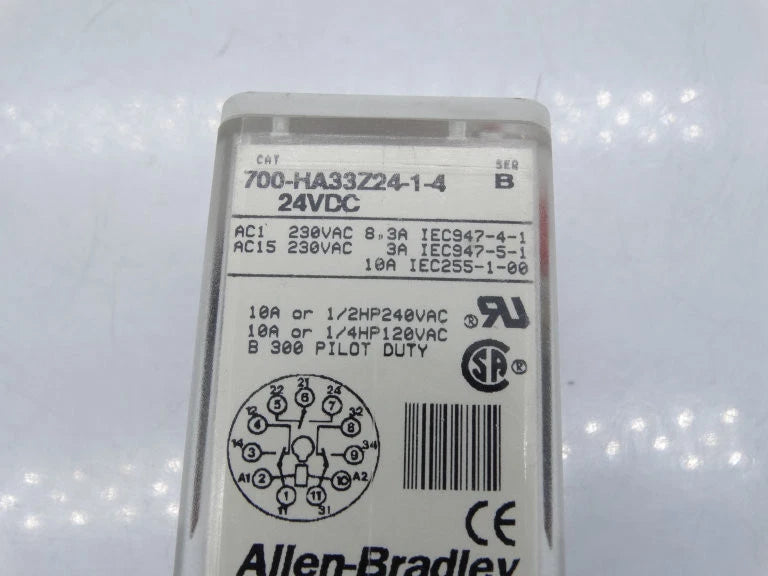 CAT SER
700-HA33Z24-1-4 B
24VDC
AC1 230VAC 8.3A IEC947-4-1
AC15 230VAC 3A IEC947-5-1
10A IEC255-1-00
10A or 1/2HP240VAC
10A or 1/4HP120VAC
B 300 PILOT DUTY
® RU
SA ®
21
22 24
6
5 7
12 32
4 8
14 34
3 9
A1 2 10 A2
1 11
11 31
CE
Allen-Bradley